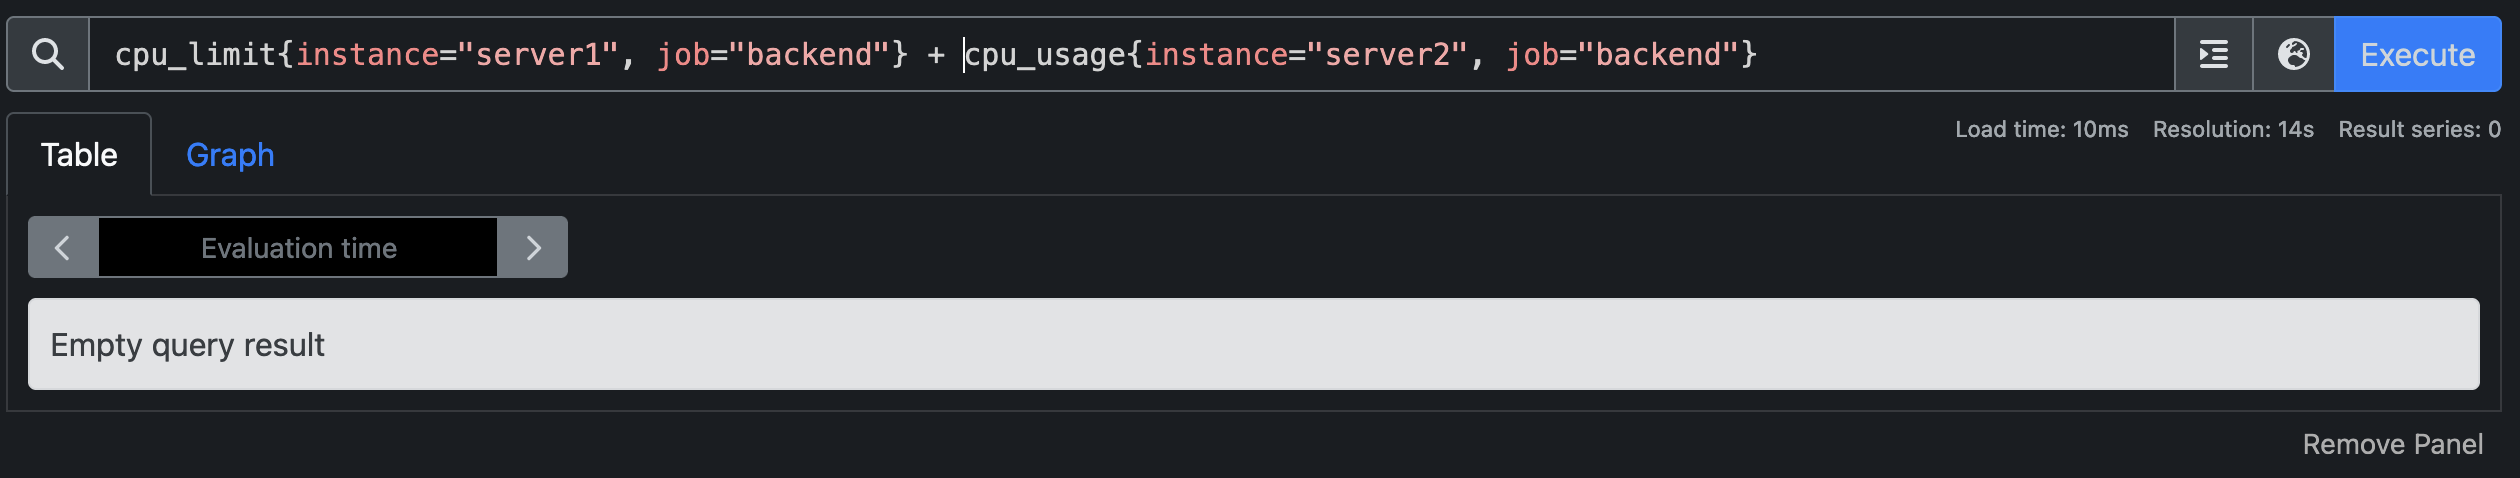 cpu_limit{instance="server1", job="backend"} + cpu_usage{instance="server2", job="backend"}
Execute
Table
Graph
Load time: 10ms Resolution: 14s Result series: 0
Evaluation time
Empty query result
Remove Panel